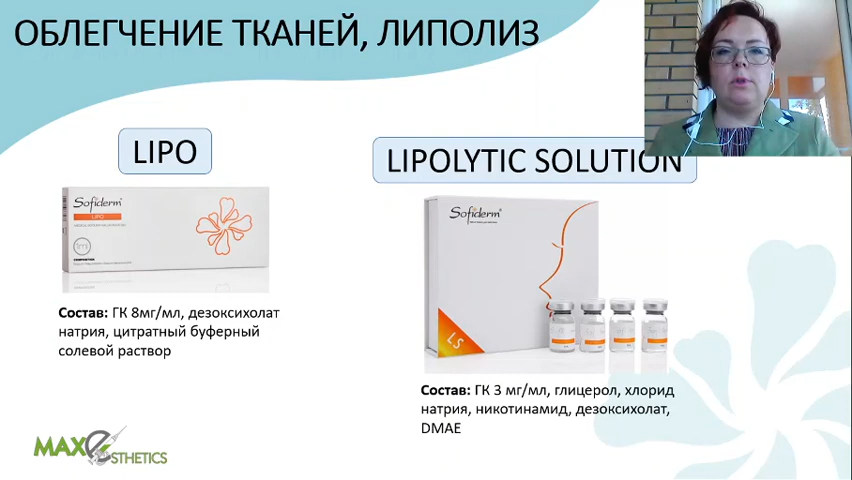 ОБЛЕГЧЕНИЕ ТКАНЕЙ, ЛИПОЛИЗ
LIPO
LIPOLYTIC SOLUTION
Sofiderm
LIPO
Sofiderm
LS
Состав: ГК 8мг/мл, дезоксихолат
натрия, цитратный буферный
солевой раствор
Состав: ГК 3 мг/мл, глицерол, хлорид
натрия, никотинамид, дезоксихолат,
DMAE
MAX
ESTHETICS